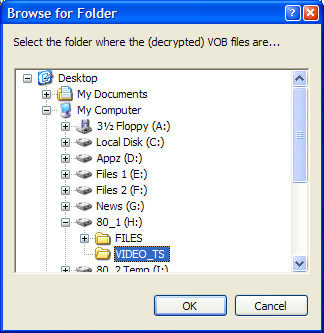 Browse for Folder
Select the folder where the (decrypted) VOB files are...
Desktop
My Documents
My Computer
3½ Floppy (A:)
Local Disk (C:)
Appz (D:)
Files 1 (E:)
Files 2 (F:)
News (G:)
80_1 (H:)
FILES
VIDEO_TS
80_2 Temp (I:)
OK Cancel